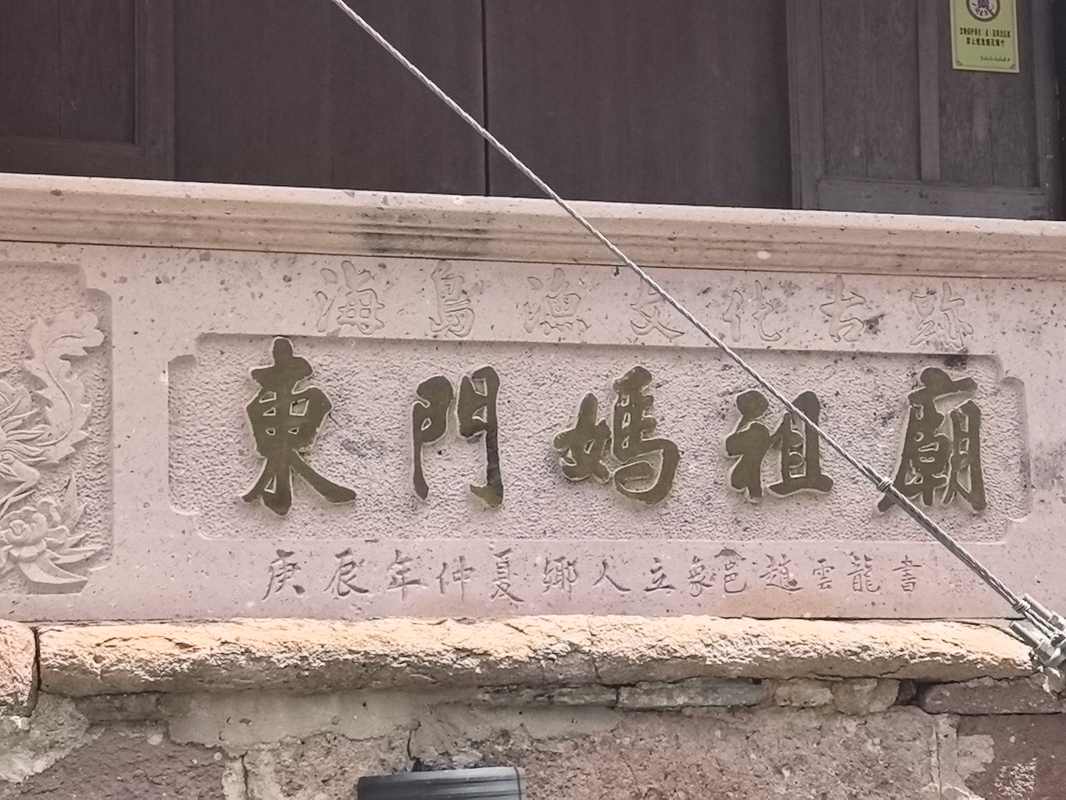 海島漁文化古跡
東門媽祖廟
庚辰年仲夏鄉人立象邑趙雲龍書